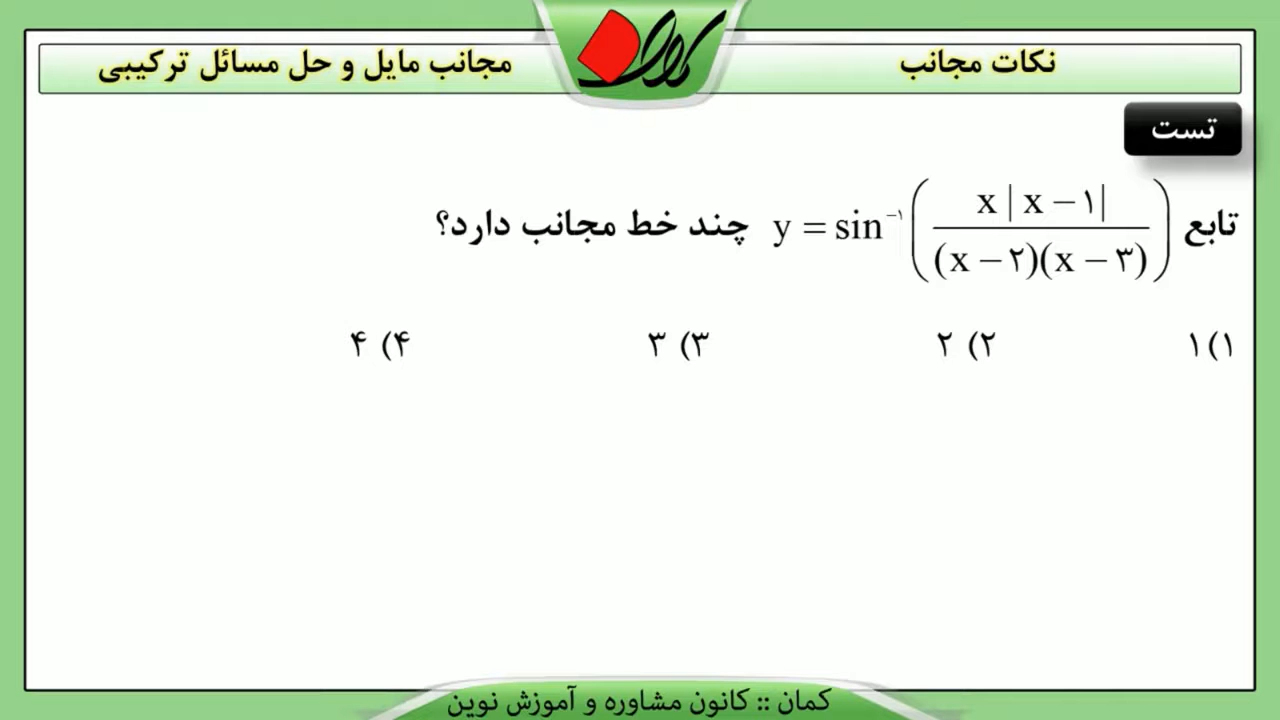 نکات مجانب
مجانب مایل و حل مسائل ترکیبی
تست
تابع y = sin⁻¹(x|x − ۱| / (x − ۲)(x − ۳)) چند خط مجانب دارد؟
۱) ۱ ۲) ۲ ۳) ۳ ۴) ۴
کمان :: کانون مشاوره و آموزش نوین